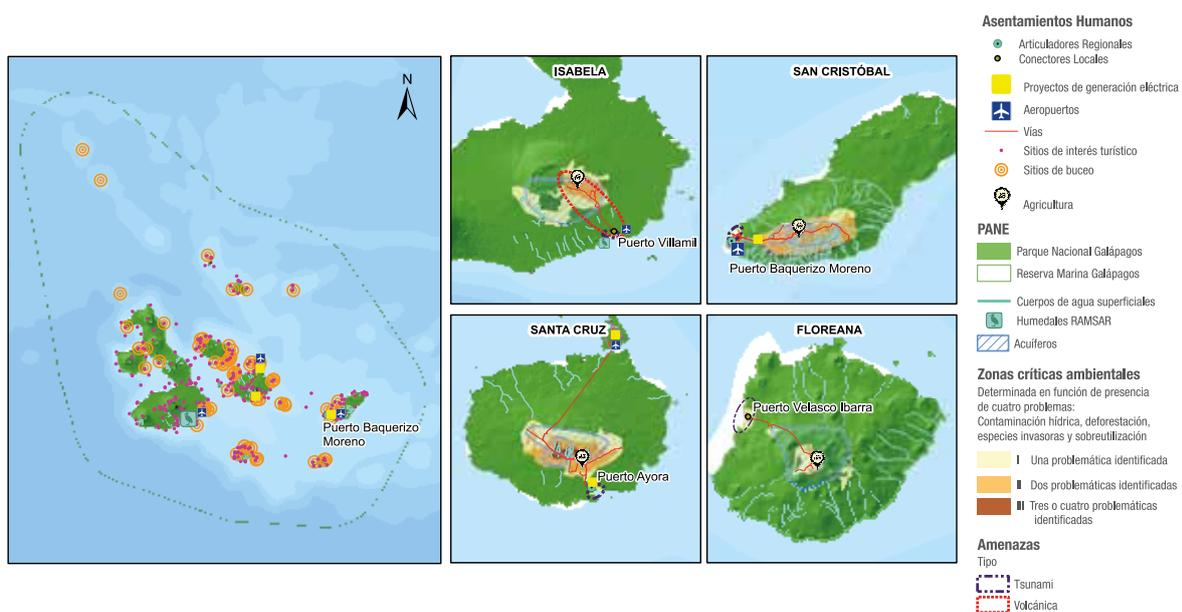 N
Puerto Baquerizo
Moreno
ISABELA
Puerto Villamil
SAN CRISTÓBAL
Puerto Baquerizo Moreno
SANTA CRUZ
Puerto Ayora
FLOREANA
Puerto Velasco Ibarra
Asentamientos Humanos
Articuladores Regionales
Conectores Locales
Proyectos de generación eléctrica
Aeropuertos
Vías
Sitios de interés turístico
Sitios de buceo
Agricultura
PANE
Parque Nacional Galápagos
Reserva Marina Galápagos
Cuerpos de agua superficiales
Humedales RAMSAR
Acuíferos
Zonas críticas ambientales
Determinada en función de presencia
de cuatro problemas:
Contaminación hídrica, deforestación,
especies invasoras y sobreutilización
I Una problemática identificada
II Dos problemáticas identificadas
III Tres o cuatro problemáticas
identificadas
Amenazas
Tipo
Tsunami
Volcánica